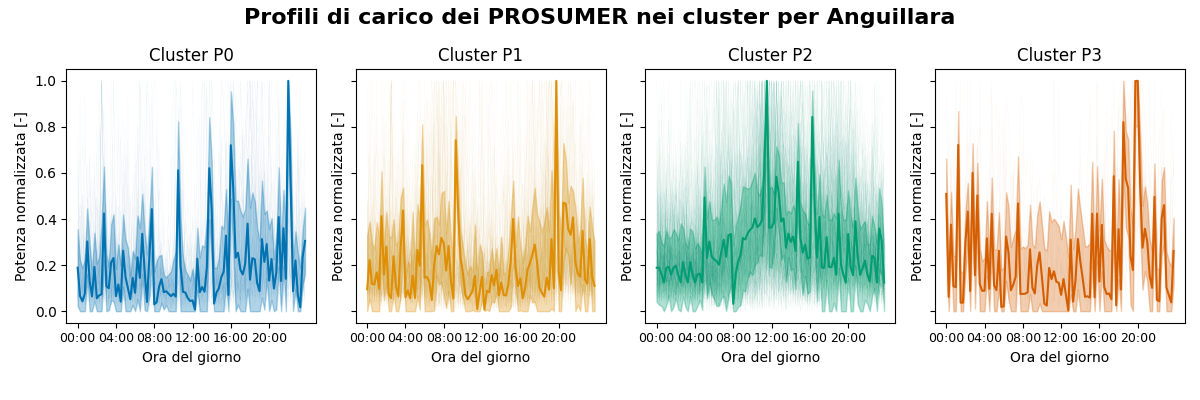 Profili di carico dei PROSUMER nei cluster per Anguillara
Cluster P0
Cluster P1
Cluster P2
Cluster P3
Potenza normalizzata [-]
1.0
0.8
0.6
0.4
0.2
0.0
00:00 04:00 08:00 12:00 16:00 20:00
Ora del giorno
Potenza normalizzata [-]
00:00 04:00 08:00 12:00 16:00 20:00
Ora del giorno
Potenza normalizzata [-]
00:00 04:00 08:00 12:00 16:00 20:00
Ora del giorno
Potenza normalizzata [-]
00:00 04:00 08:00 12:00 16:00 20:00
Ora del giorno